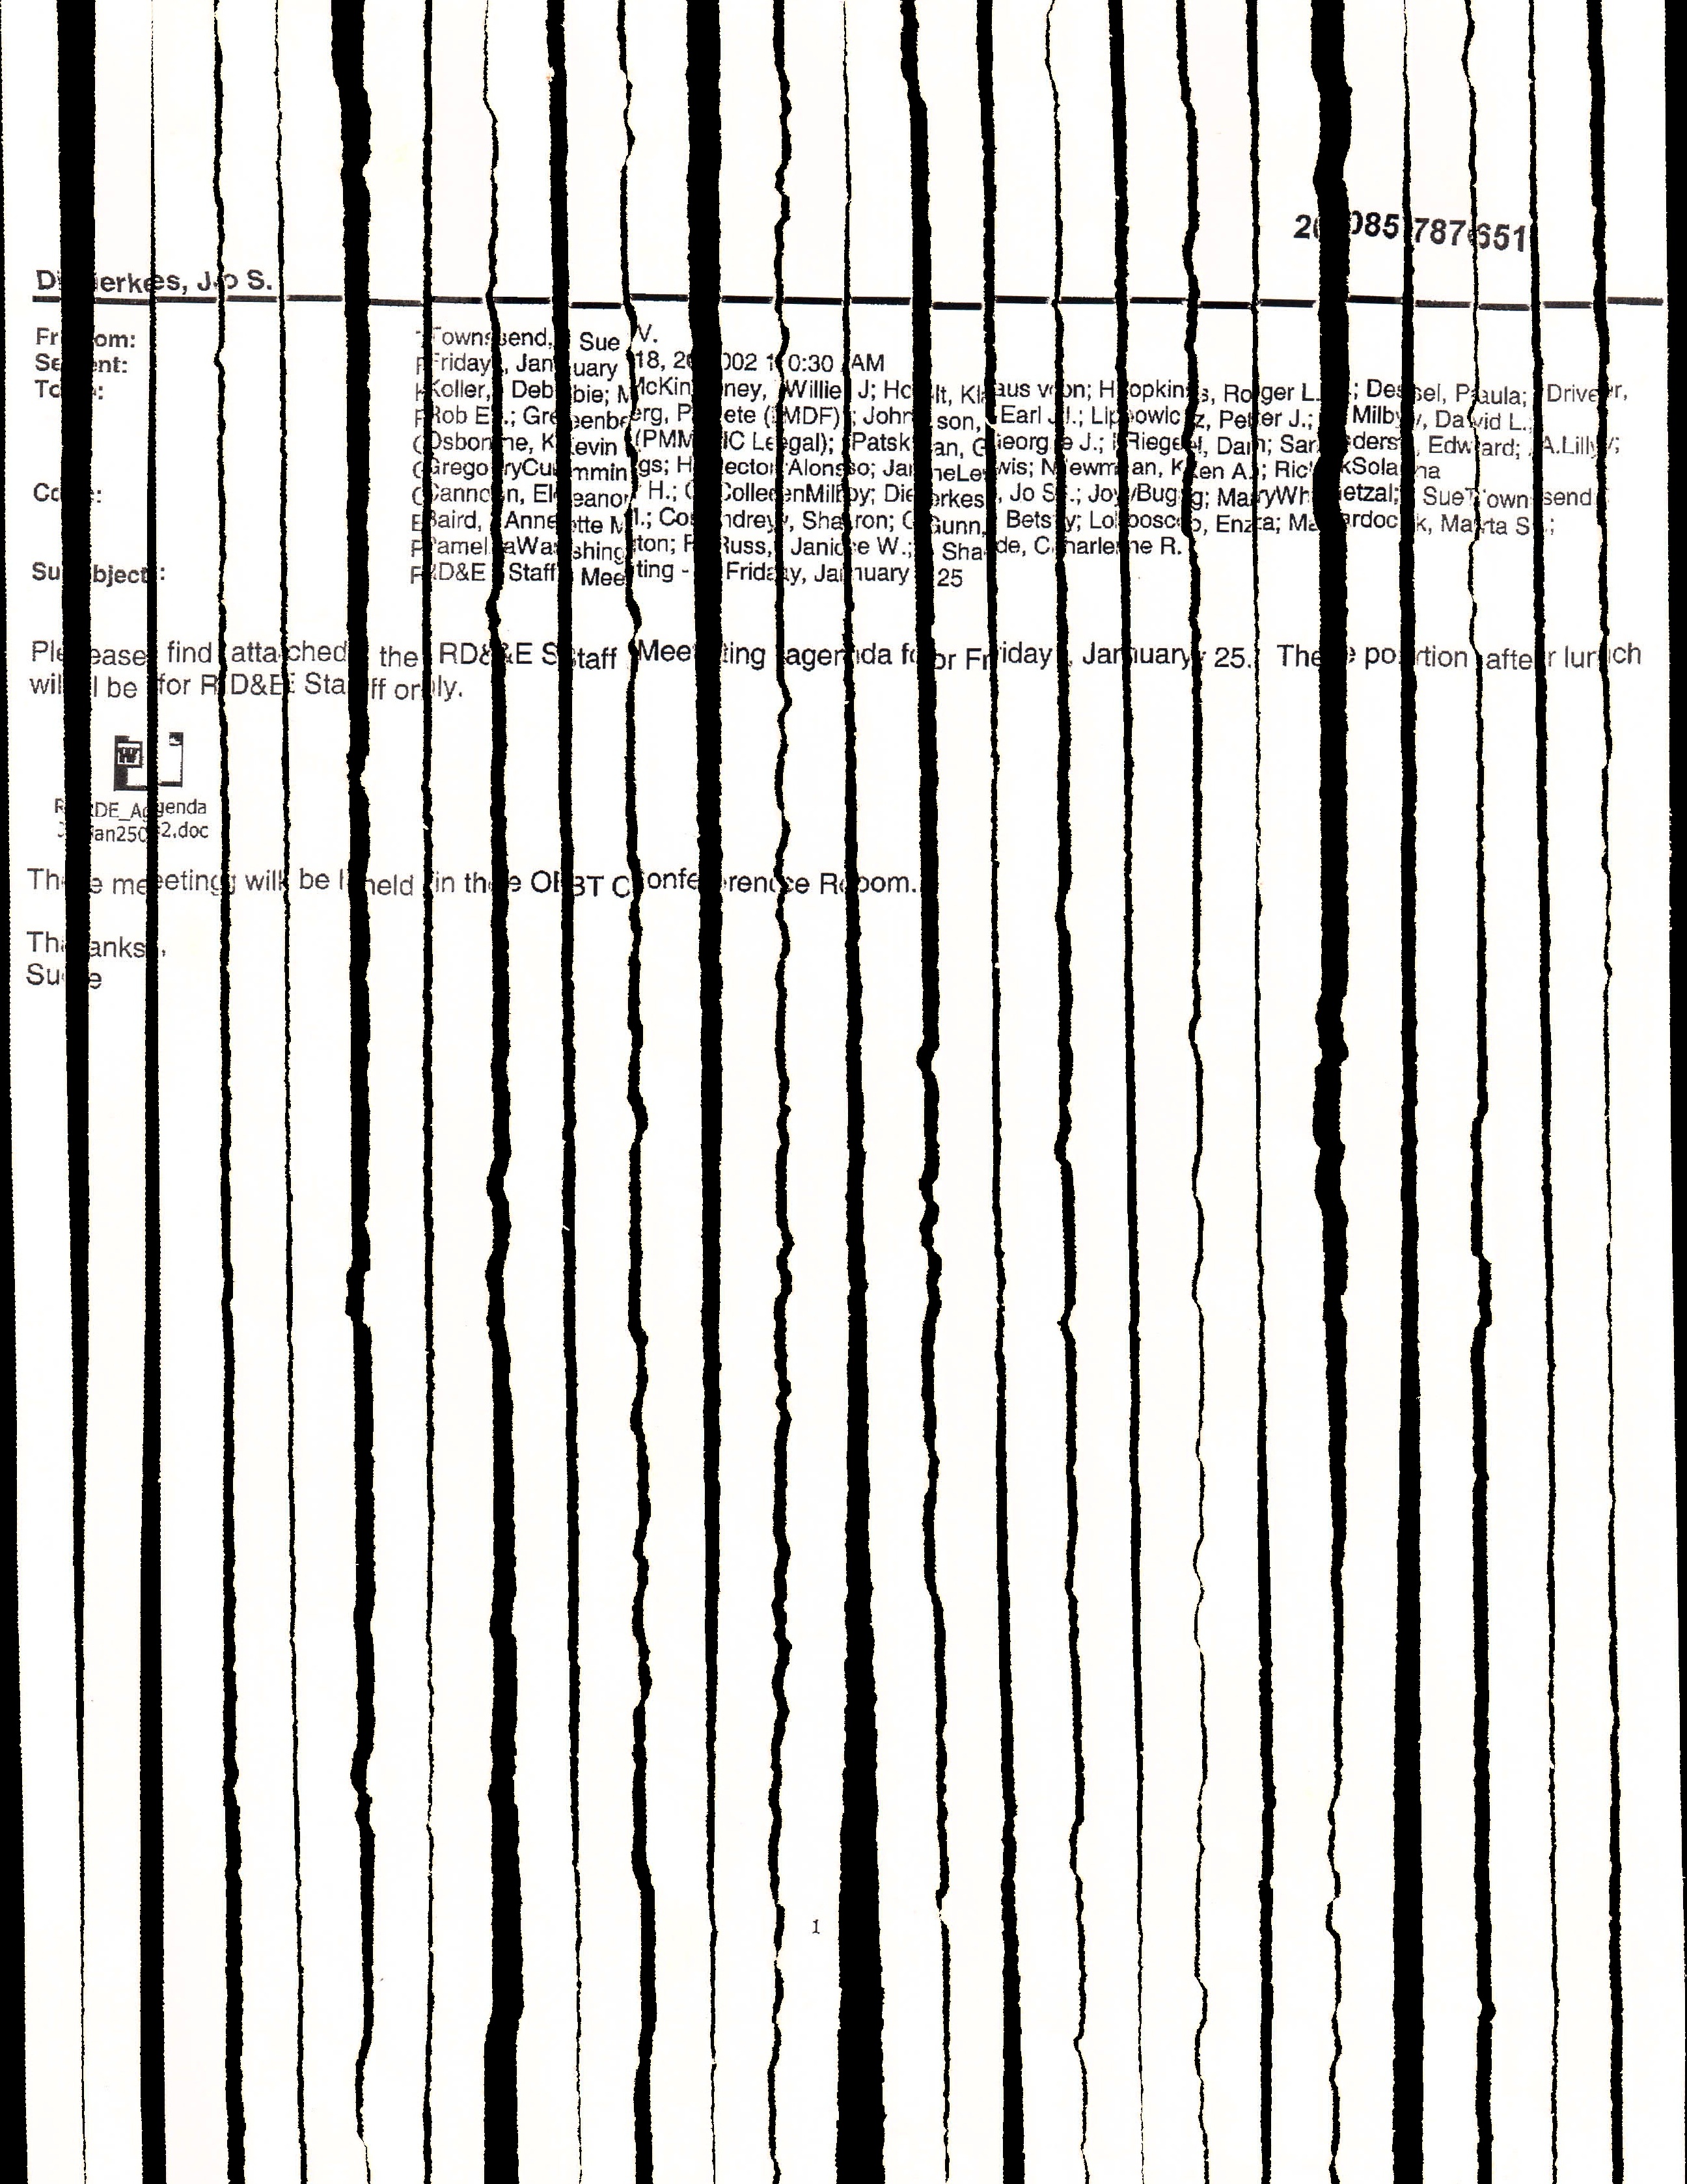 2085787651
Dierkes, Jo S.
From: Townsend, Sue V.
Sent: Friday, January 18, 2002 10:30 AM
To: Koller, Debbie; McKinney, Willie J; Holt, Klaus von; Hopkins, Roger L.; Dessel, Paula; Driver,
Rob E.; Greenberg, Pete (MDF); Johnson, Earl J.; Lipowicz, Peter J.; Milby, David L.;
Osborne, Kevin (PMMC Legal); Patskan, George J.; Riegel, Dan; Sanders, Edward; A.Lilly;
GregoryCummings; HectorAlonso; JaneLewis; Newman, Ken A.; RickSolana
Cc: Cannon, Eleanor H.; ColleenMilby; Dierkes, Jo S.; JoyBugg; MaryWhetzal; SueTownsend;
Baird, Annette M.; Condrey, Sharon; Gunn, Betsy; Lobosco, Enza; Mardock, Marta S.;
PamelaWashington; Russ, Janice W.; Shade, Charlene R.
Subject: RD&E Staff Meeting - Friday, January 25
Please find attached the RD&E Staff Meeting agenda for Friday, January 25. The portion after lunch
will be for RD&E Staff only.
W
RDE_Agenda
Jan2502.doc
The meeting will be held in the OBT Conference Room.
Thanks,
Sue
1